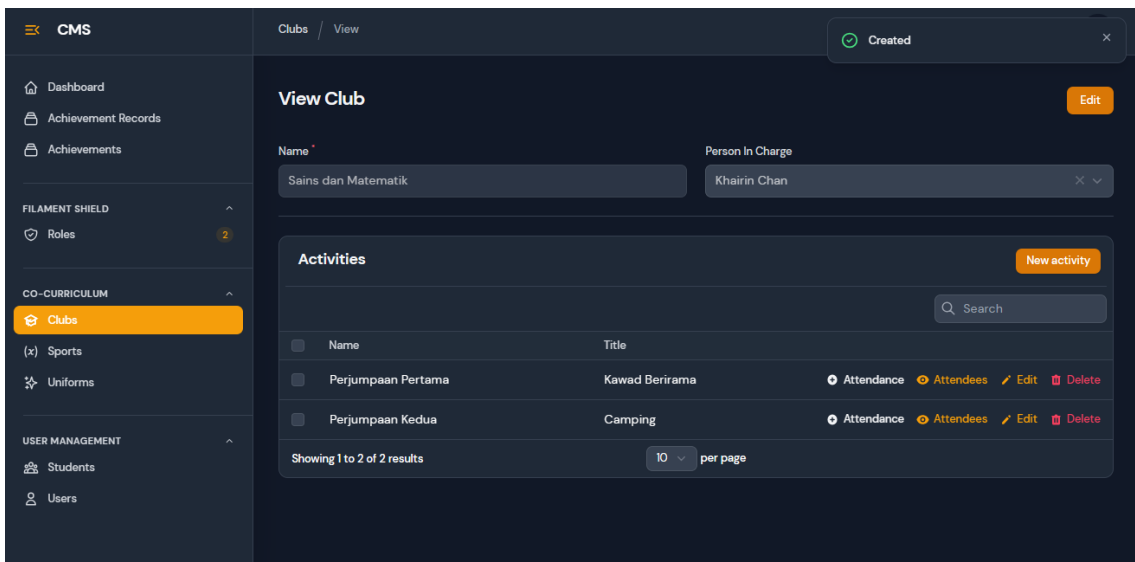 CMS
Clubs / View
Created
Dashboard
Achievement Records
Achievements
FILAMENT SHIELD
Roles 2
CO-CURRICULUM
Clubs
(x) Sports
Uniforms
USER MANAGEMENT
Students
Users
View Club
Edit
Name * Person In Charge
Sains dan Matematik Khairin Chan
Activities New activity
Search
Name Title
Perjumpaan Pertama Kawad Berirama Attendance Attendees Edit Delete
Perjumpaan Kedua Camping Attendance Attendees Edit Delete
Showing 1 to 2 of 2 results 10 per page